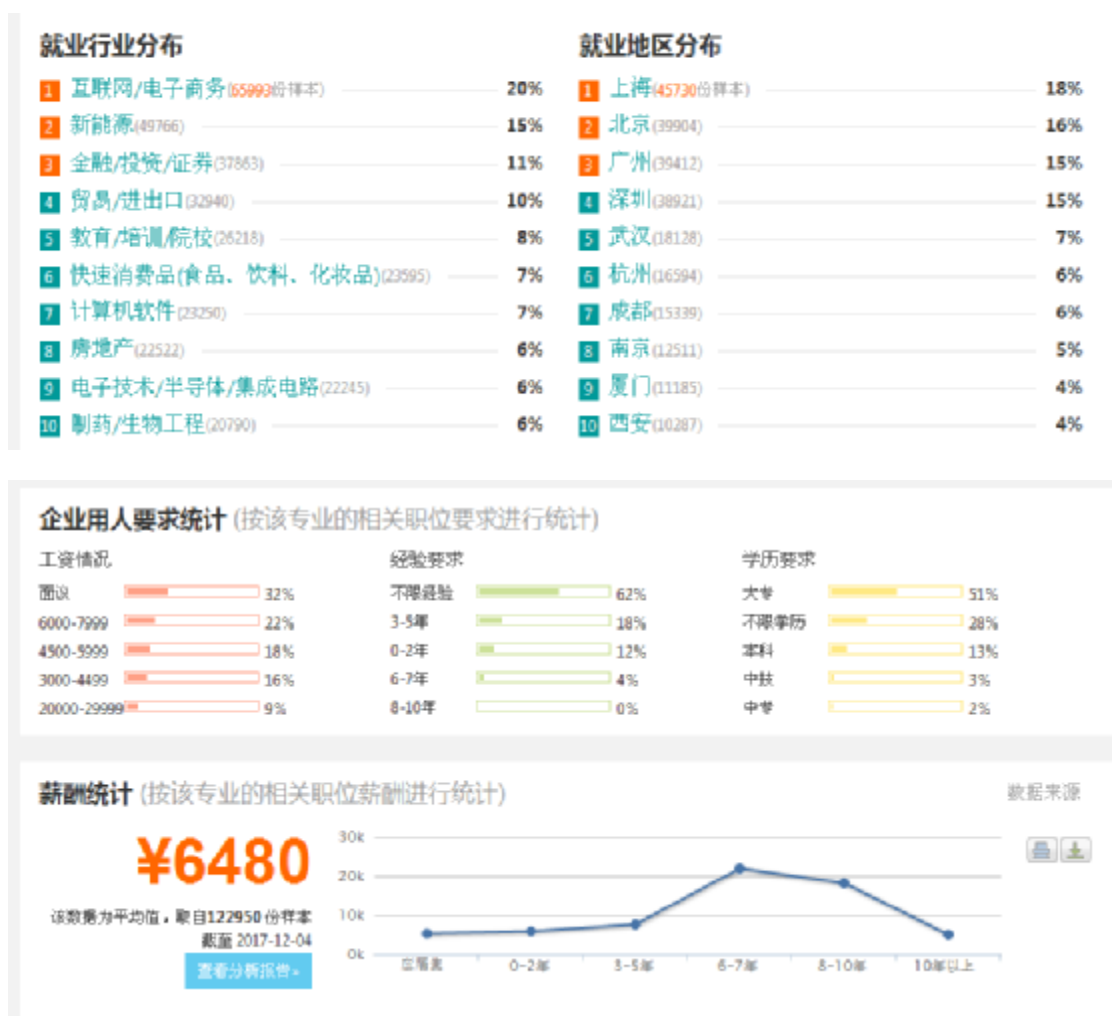 就业行业分布
1 互联网/电子商务(65993份样本) 20%
2 新能源(49766) 15%
3 金融/投资/证券(37863) 11%
4 贸易/进出口(32940) 10%
5 教育/培训/院校(26218) 8%
6 快速消费品(食品、饮料、化妆品)(23595) 7%
7 计算机软件(23250) 7%
8 房地产(22522) 6%
9 电子技术/半导体/集成电路(22245) 6%
10 制药/生物工程(20790) 6%
就业地区分布
1 上海(45730份样本) 18%
2 北京(39904) 16%
3 广州(39412) 15%
4 深圳(38921) 15%
5 武汉(18128) 7%
6 杭州(16594) 6%
7 成都(15339) 6%
8 南京(12511) 5%
9 厦门(11185) 4%
10 西安(10287) 4%
企业用人要求统计 (按该专业的相关职位要求进行统计)
工资情况
面议 32%
6000-7999 22%
4500-5999 18%
3000-4499 16%
20000-29999 9%
经验要求
不限经验 62%
3-5年 18%
0-2年 12%
6-7年 4%
8-10年 0%
学历要求
大专 51%
不限学历 28%
本科 13%
中技 3%
中专 2%
薪酬统计 (按该专业的相关职位薪酬进行统计)
数据来源
¥6480
该数据为平均值，取自122950份样本
截至 2017-12-04
查看分析报告»
30k
20k
10k
0k
应届生 0-2年 3-5年 6-7年 8-10年 10年以上